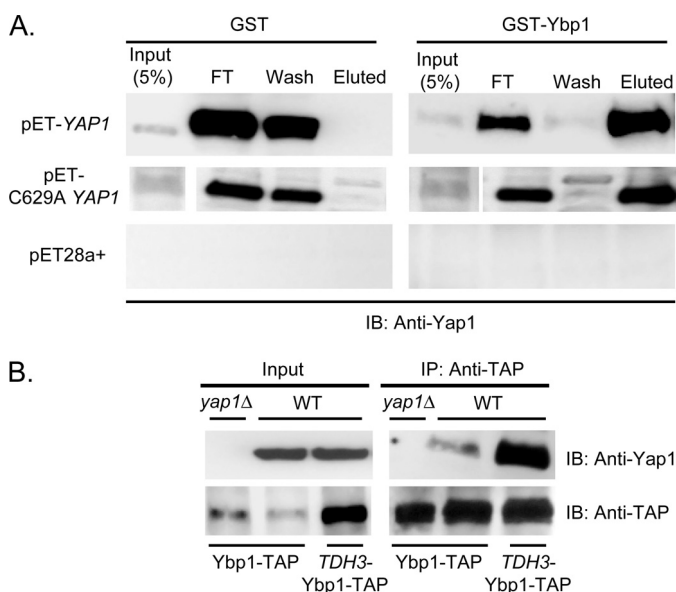 A.
GST
GST-Ybp1
Input (5%) FT Wash Eluted
Input (5%) FT Wash Eluted
pET-YAP1
pET-
C629A YAP1
pET28a+
IB: Anti-Yap1
B.
Input
IP: Anti-TAP
yap1Δ WT
yap1Δ WT
IB: Anti-Yap1
IB: Anti-TAP
Ybp1-TAP
TDH3-
Ybp1-TAP
Ybp1-TAP
TDH3-
Ybp1-TAP